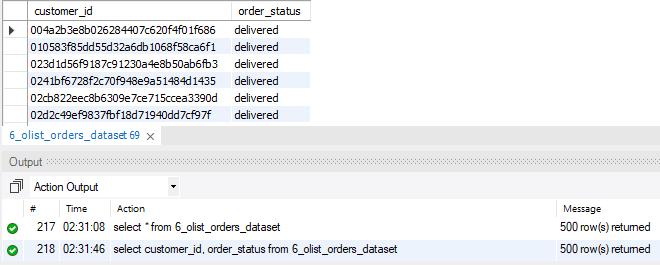 customer_id order_status
004a2b3e8b026284407c620f4f01f686 delivered
010583f85dd55d32a6db1068f58ca6f1 delivered
023d1d56f9187c91230a4e8b50ab6fb3 delivered
0241bf6728f2c70f948e9a51484d1435 delivered
02cb822eec8b6309e7ce715ccea3390d delivered
02d2c49ef9837fbf18d71940dd7cf97f delivered
6_olist_orders_dataset 69
Output
Action Output
# Time Action Message
217 02:31:08 select * from 6_olist_orders_dataset 500 row(s) returned
218 02:31:46 select customer_id, order_status from 6_olist_orders_dataset 500 row(s) returned